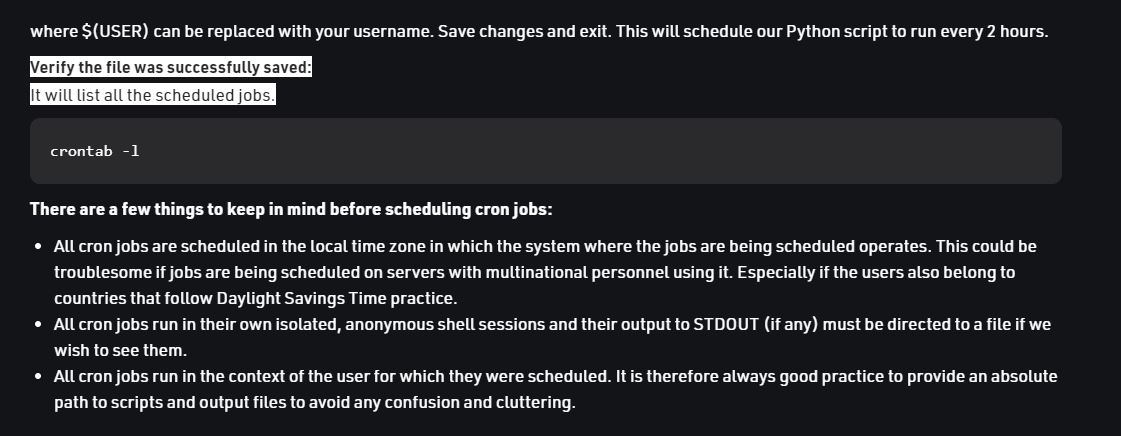 where $(USER) can be replaced with your username. Save changes and exit. This will schedule our Python script to run every 2 hours.
Verify the file was successfully saved:
It will list all the scheduled jobs.
crontab -l
There are a few things to keep in mind before scheduling cron jobs:
• All cron jobs are scheduled in the local time zone in which the system where the jobs are being scheduled operates. This could be
troublesome if jobs are being scheduled on servers with multinational personnel using it. Especially if the users also belong to
countries that follow Daylight Savings Time practice.
• All cron jobs run in their own isolated, anonymous shell sessions and their output to STDOUT (if any) must be directed to a file if we
wish to see them.
• All cron jobs run in the context of the user for which they were scheduled. It is therefore always good practice to provide an absolute
path to scripts and output files to avoid any confusion and cluttering.